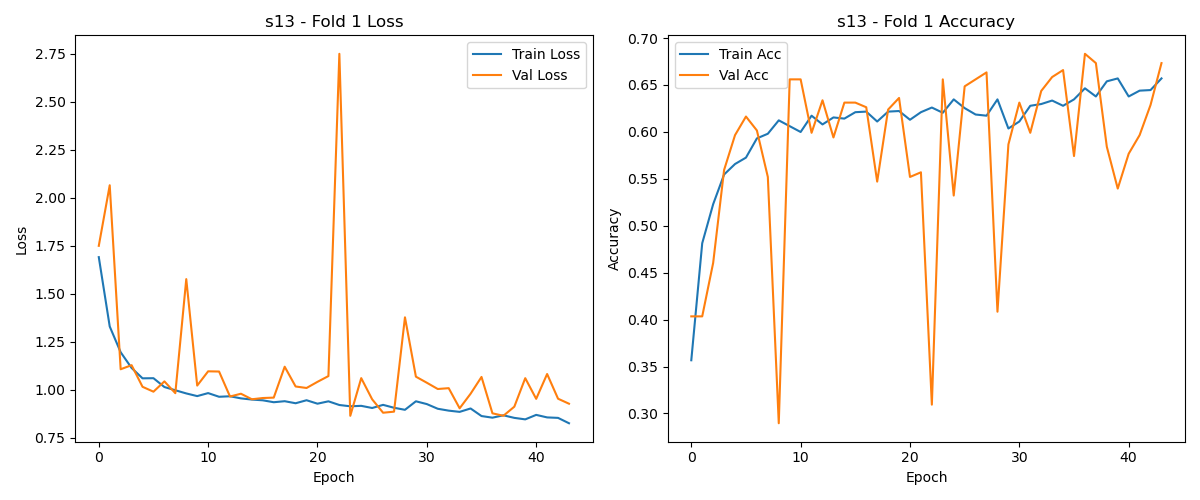 s13 - Fold 1 Loss
Loss
2.75
2.50
2.25
2.00
1.75
1.50
1.25
1.00
0.75
Train Loss
Val Loss
0
10
20
30
40
Epoch
s13 - Fold 1 Accuracy
Accuracy
0.70
0.65
0.60
0.55
0.50
0.45
0.40
0.35
0.30
Train Acc
Val Acc
0
10
20
30
40
Epoch